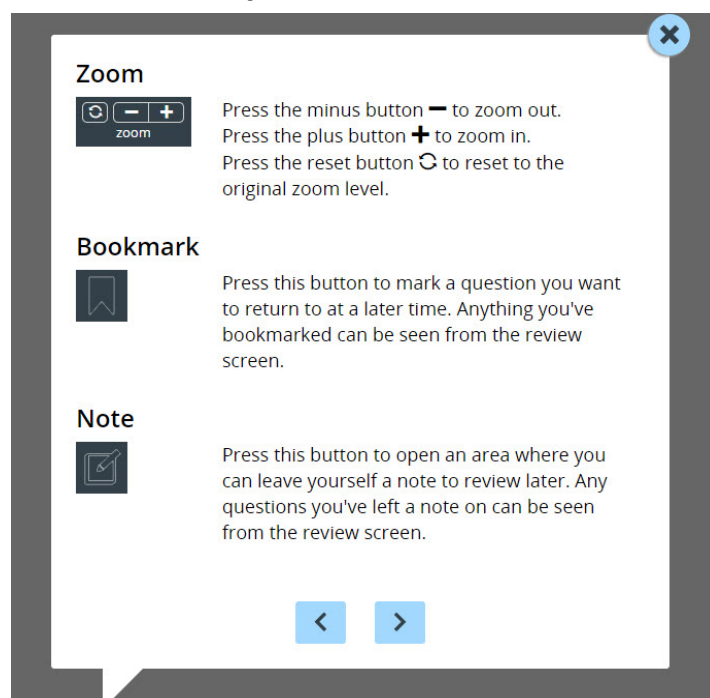 Zoom
zoom
Press the minus button − to zoom out.
Press the plus button + to zoom in.
Press the reset button to reset to the
original zoom level.
Bookmark
Press this button to mark a question you want
to return to at a later time. Anything you've
bookmarked can be seen from the review
screen.
Note
Press this button to open an area where you
can leave yourself a note to review later. Any
questions you've left a note on can be seen
from the review screen.